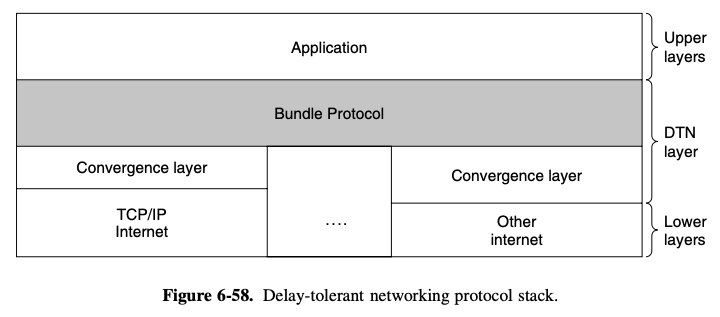 Application
Upper
layers
Bundle Protocol
DTN
layer
Convergence layer
Convergence layer
TCP/IP
Internet
....
Other
internet
Lower
layers
Figure 6-58. Delay-tolerant networking protocol stack.